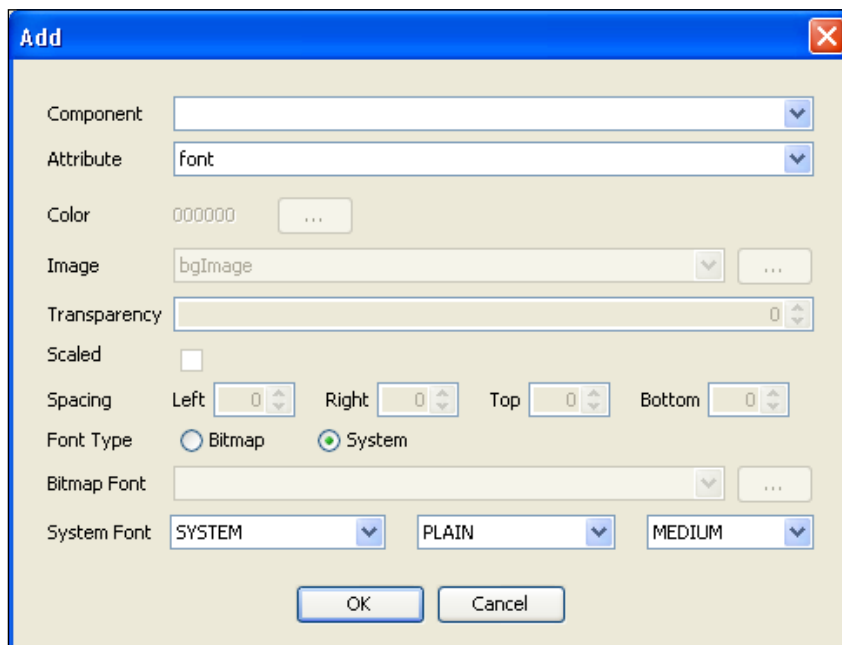 Add
Component
Attribute font
Color 000000 ...
Image bgImage ...
Transparency 0
Scaled
Spacing Left 0 Right 0 Top 0 Bottom 0
Font Type Bitmap System
Bitmap Font ...
System Font SYSTEM PLAIN MEDIUM
OK Cancel